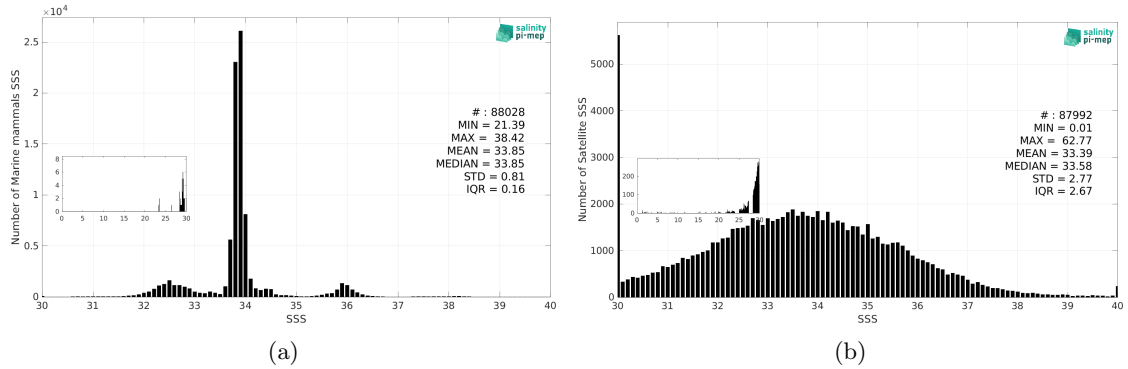 ×10⁴
salinity
pi-mep
2.5
2
1.5
1
0.5
0
Number of Marine mammals SSS
# : 88028
MIN = 21.39
MAX = 38.42
MEAN = 33.85
MEDIAN = 33.85
STD = 0.81
IQR = 0.16
8
6
4
2
0
0 5 10 15 20 25 30
30 31 32 33 34 35 36 37 38 39 40
SSS
(a)
salinity
pi-mep
5000
4000
3000
2000
1000
0
Number of Satellite SSS
# : 87992
MIN = 0.01
MAX = 62.77
MEAN = 33.39
MEDIAN = 33.58
STD = 2.77
IQR = 2.67
200
100
0
0 5 10 15 20 25 30
30 31 32 33 34 35 36 37 38 39 40
SSS
(b)